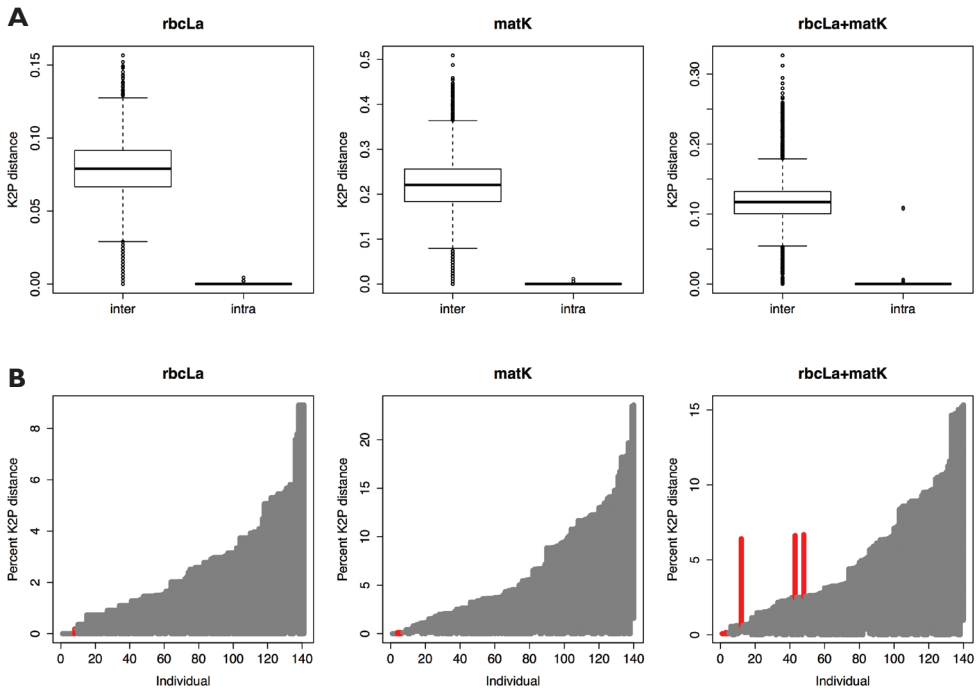 A
rbcLa
matK
rbcLa+matK
K2P distance
0.00
0.05
0.10
0.15
inter
intra
K2P distance
0.0
0.1
0.2
0.3
0.4
0.5
inter
intra
K2P distance
0.00
0.10
0.20
0.30
inter
intra
B
rbcLa
matK
rbcLa+matK
Percent K2P distance
0
2
4
6
8
0 20 40 60 80 100 120 140
Individual
Percent K2P distance
0
5
10
15
20
0 20 40 60 80 100 120 140
Individual
Percent K2P distance
0
5
10
15
0 20 40 60 80 100 120 140
Individual